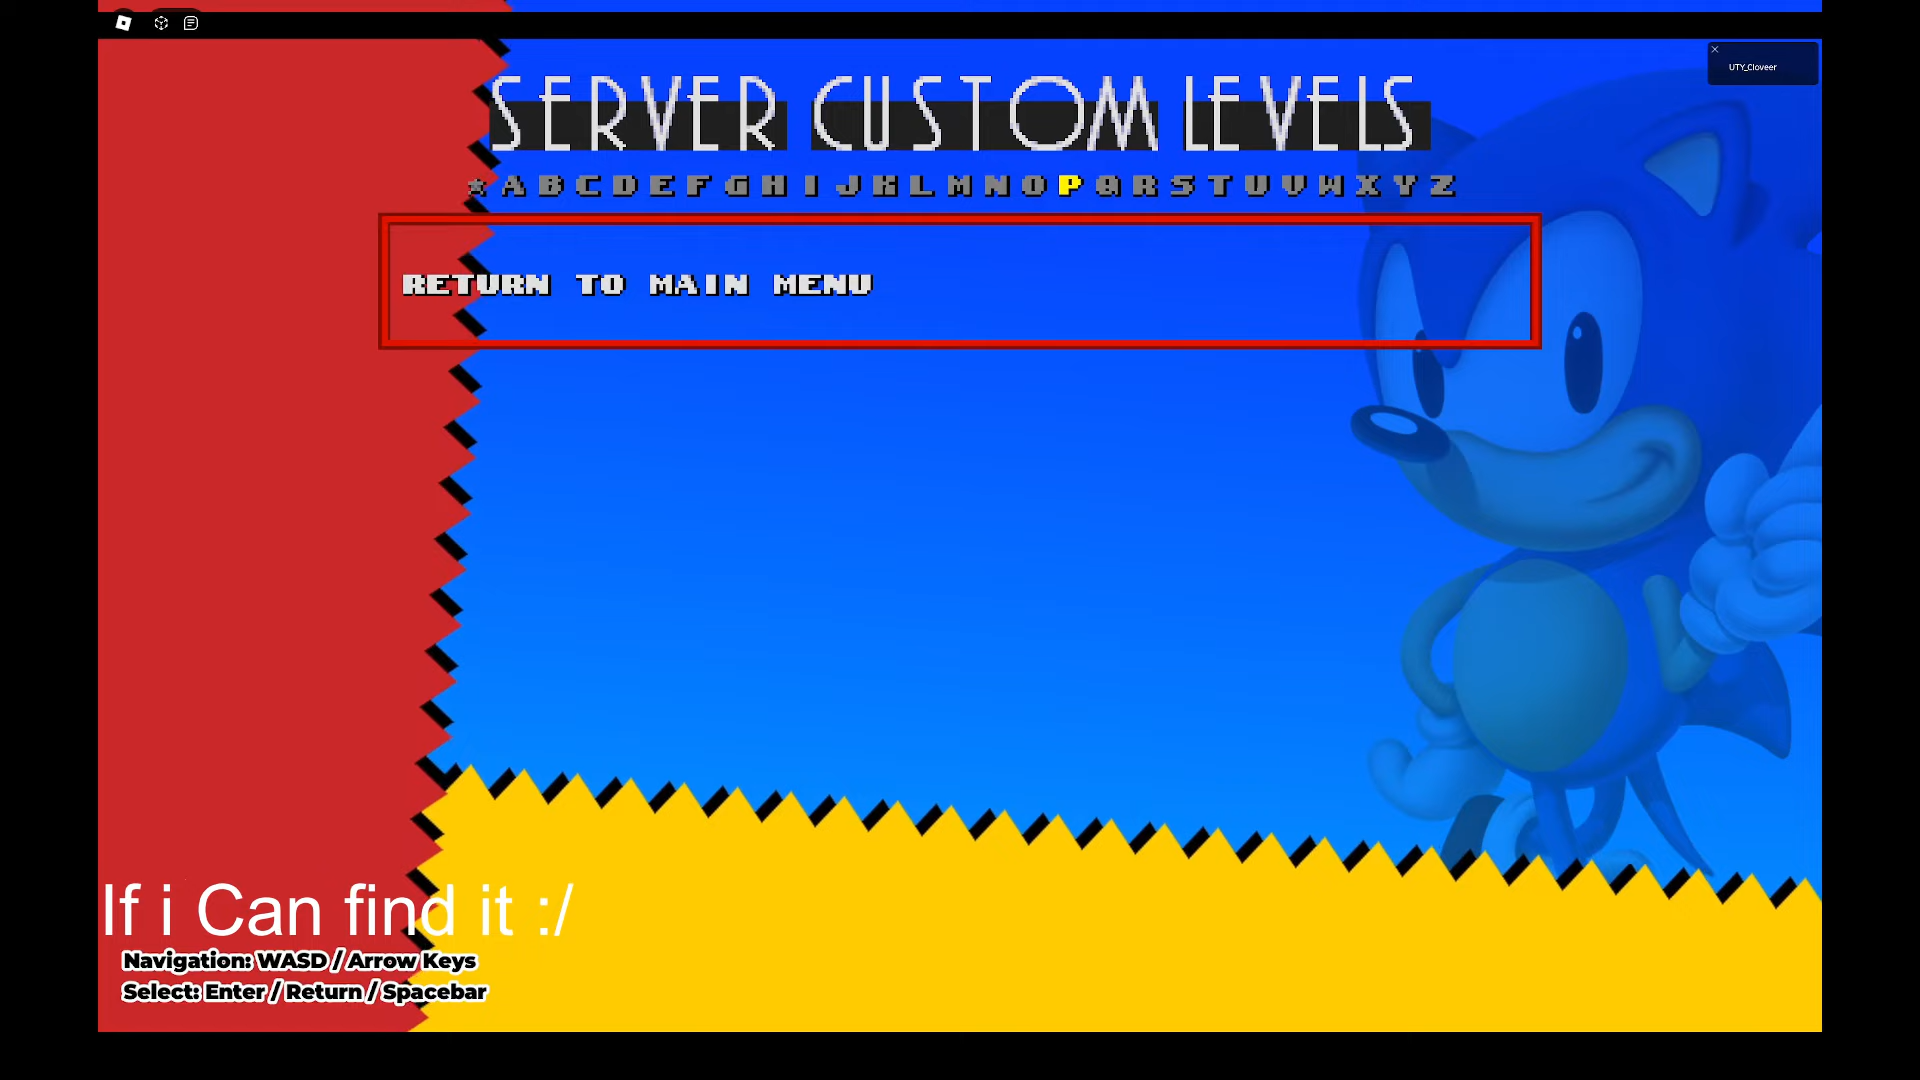 UTY_Cloveer
SERVER CUSTOM LEVELS
* A B C D E F G H I J K L M N O P Q R S T U V W X Y Z
RETURN TO MAIN MENU
If i Can find it :/
Navigation: WASD / Arrow Keys
Select: Enter / Return / Spacebar